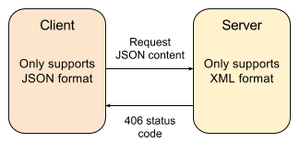 Client
Only supports
JSON format
Request
JSON content
406 status
code
Server
Only supports
XML format